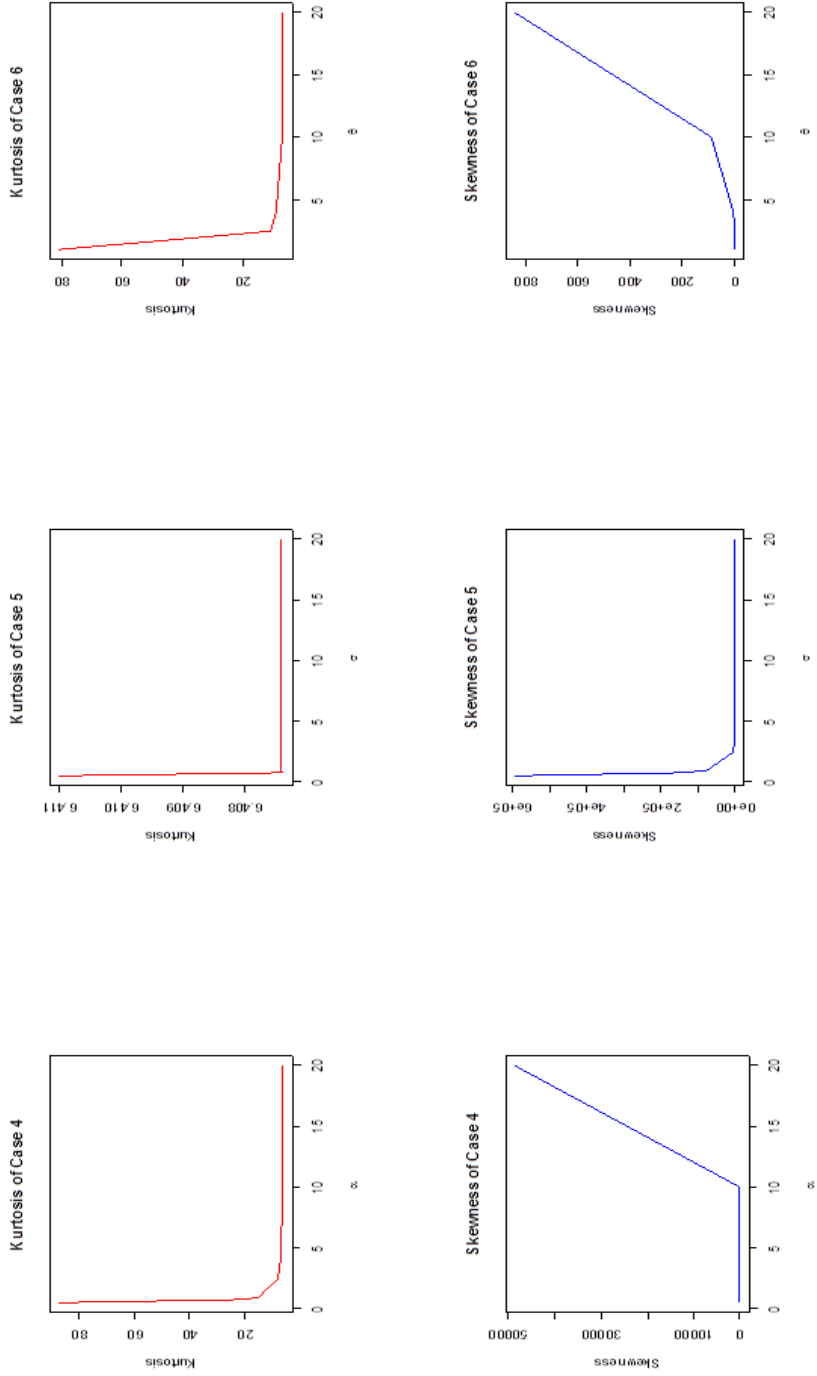 Kurtosis of Case 4
Kurtosis
20 40 60 80
0 5 10 15 20
α
Kurtosis of Case 5
Kurtosis
6.408 6.409 6.410 6.411
0 5 10 15 20
Kurtosis of Case 6
Kurtosis
20 40 60 80
5 10 15 20
θ
Skewness of Case 4
Skewness
0 10000 30000 50000
0 5 10 15 20
α
Skewness of Case 5
Skewness
0e+00 2e+05 4e+05 6e+05
0 5 10 15 20
Skewness of Case 6
Skewness
0 200 400 600 800
5 10 15 20
θ